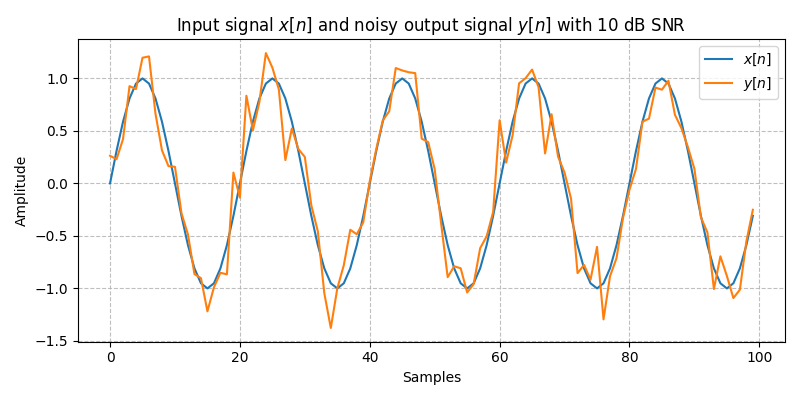 Input signal x[n] and noisy output signal y[n] with 10 dB SNR
x[n]
y[n]
Amplitude
1.0
0.5
0.0
−0.5
−1.0
−1.5
0 20 40 60 80 100
Samples